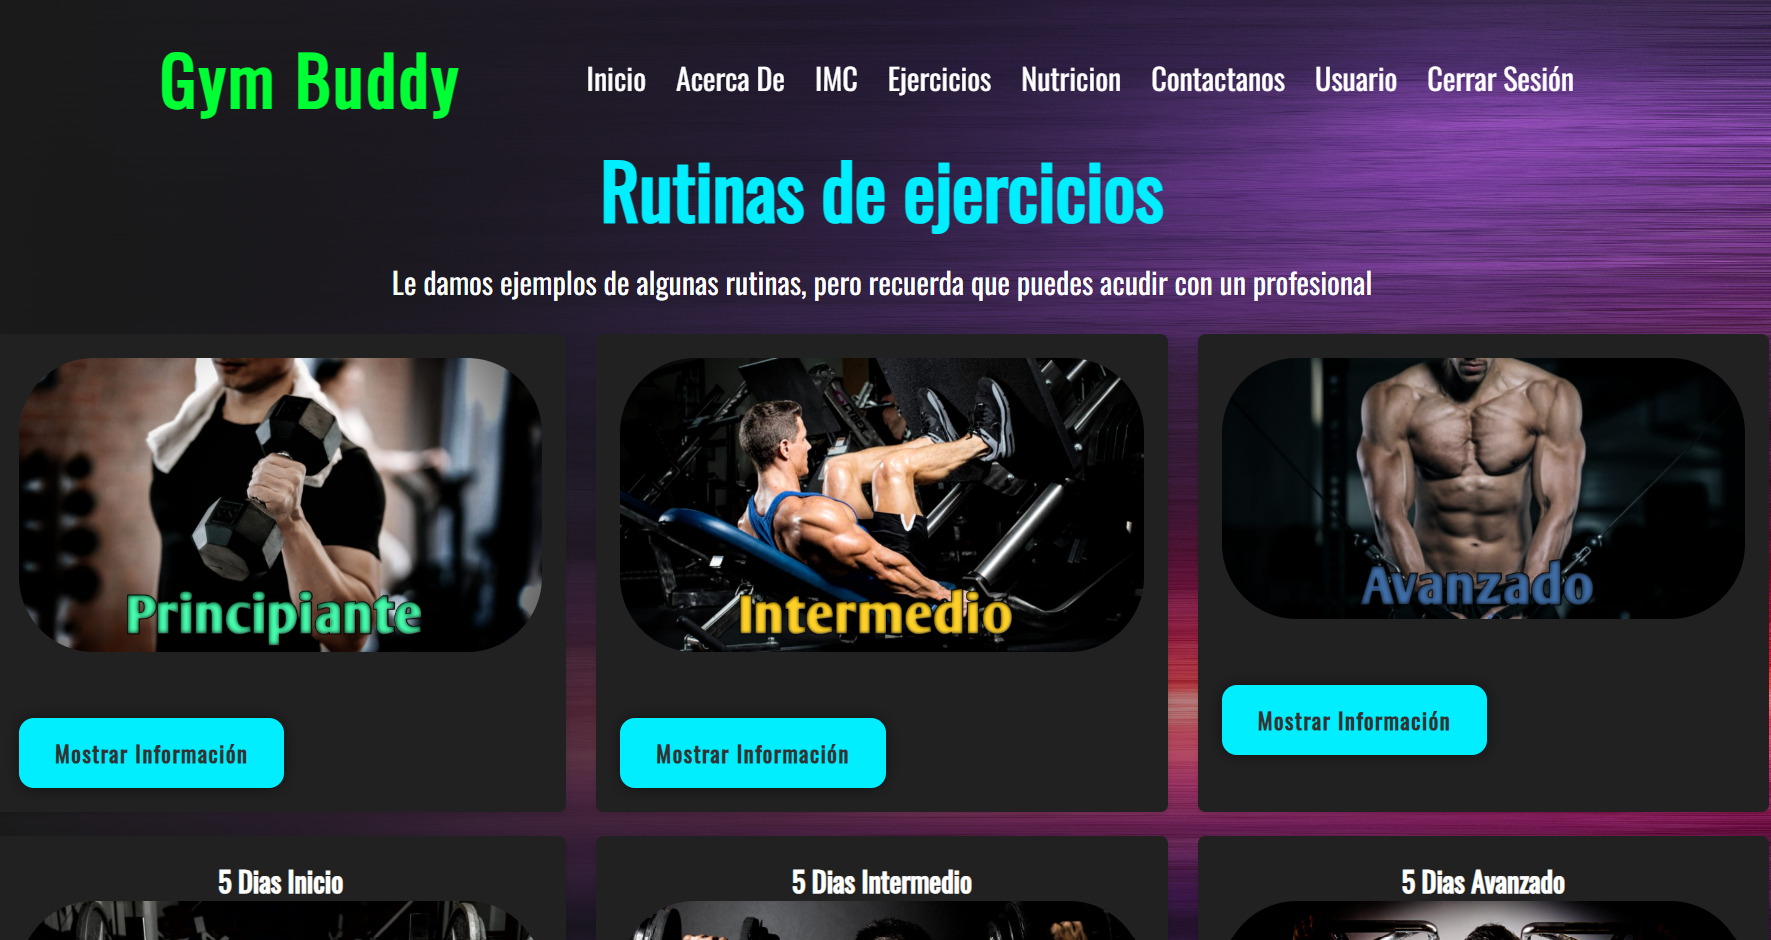 Gym Buddy
Inicio Acerca De IMC Ejercicios Nutricion Contactanos Usuario Cerrar Sesión
Rutinas de ejercicios
Le damos ejemplos de algunas rutinas, pero recuerda que puedes acudir con un profesional
Principiante
Intermedio
Avanzado
Mostrar Información
Mostrar Información
Mostrar Información
5 Dias Inicio
5 Dias Intermedio
5 Dias Avanzado